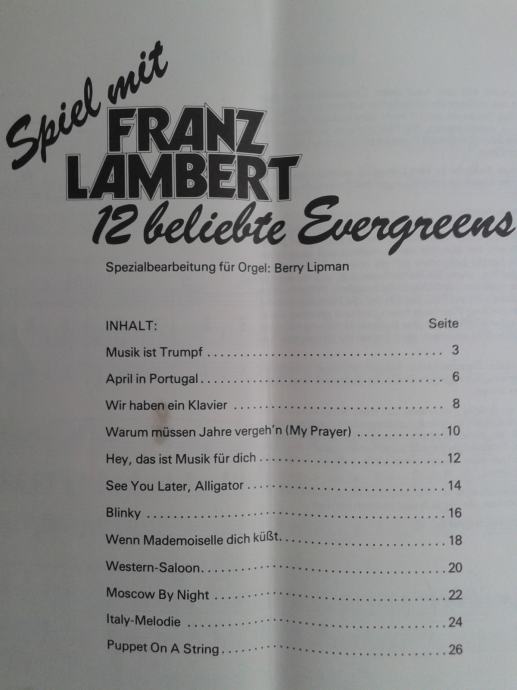 Spiel mit
FRANZ
LAMBERT
12 beliebte Evergreens
Spezialbearbeitung für Orgel: Berry Lipman
INHALT: Seite
Musik ist Trumpf ........................................ 3
April in Portugal ........................................ 6
Wir haben ein Klavier ................................... 8
Warum müssen Jahre vergeh'n (My Prayer) ............. 10
Hey, das ist Musik für dich ............................. 12
See You Later, Alligator ................................ 14
Blinky .................................................. 16
Wenn Mademoiselle dich küßt ............................. 18
Western-Saloon .......................................... 20
Moscow By Night ......................................... 22
Italy-Melodie ........................................... 24
Puppet On A String ...................................... 26